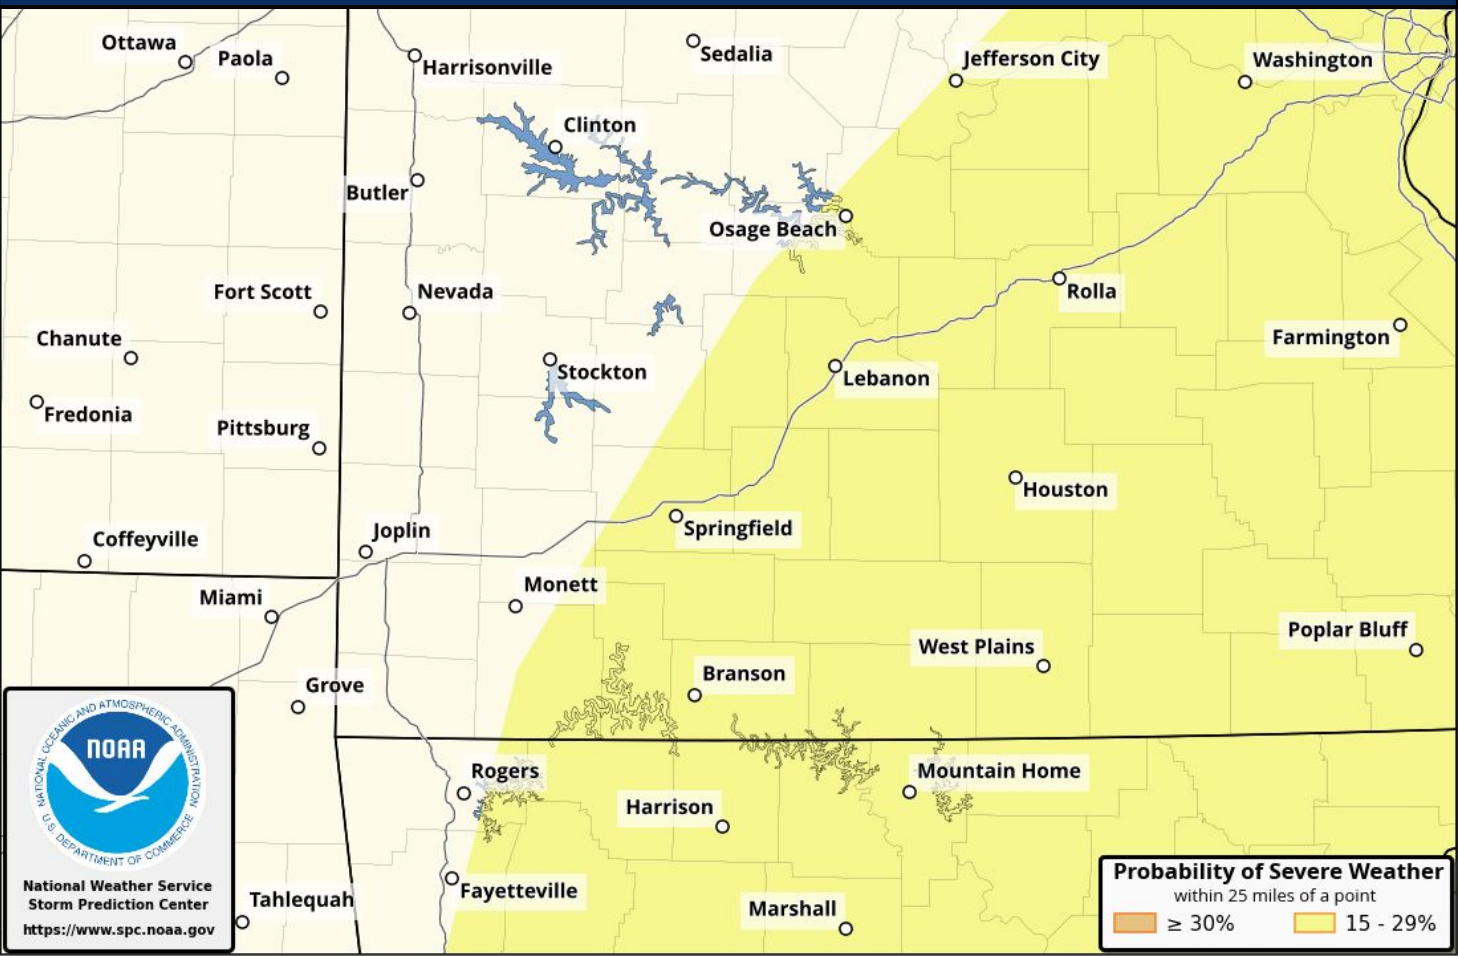 Ottawa
Paola
Harrisonville
Sedalia
Jefferson City
Washington
Clinton
Butler
Osage Beach
Fort Scott
Nevada
Rolla
Chanute
Farmington
Stockton
Lebanon
Fredonia
Pittsburg
Houston
Coffeyville
Joplin
Springfield
Miami
Monett
Poplar Bluff
West Plains
Grove
Branson
NATIONAL OCEANIC AND ATMOSPHERIC ADMINISTRATION
NOAA
U.S. DEPARTMENT OF COMMERCE
Rogers
Mountain Home
Harrison
National Weather Service
Storm Prediction Center
https://www.spc.noaa.gov
Tahlequah
Fayetteville
Marshall
Probability of Severe Weather
within 25 miles of a point
≥ 30%
15 - 29%